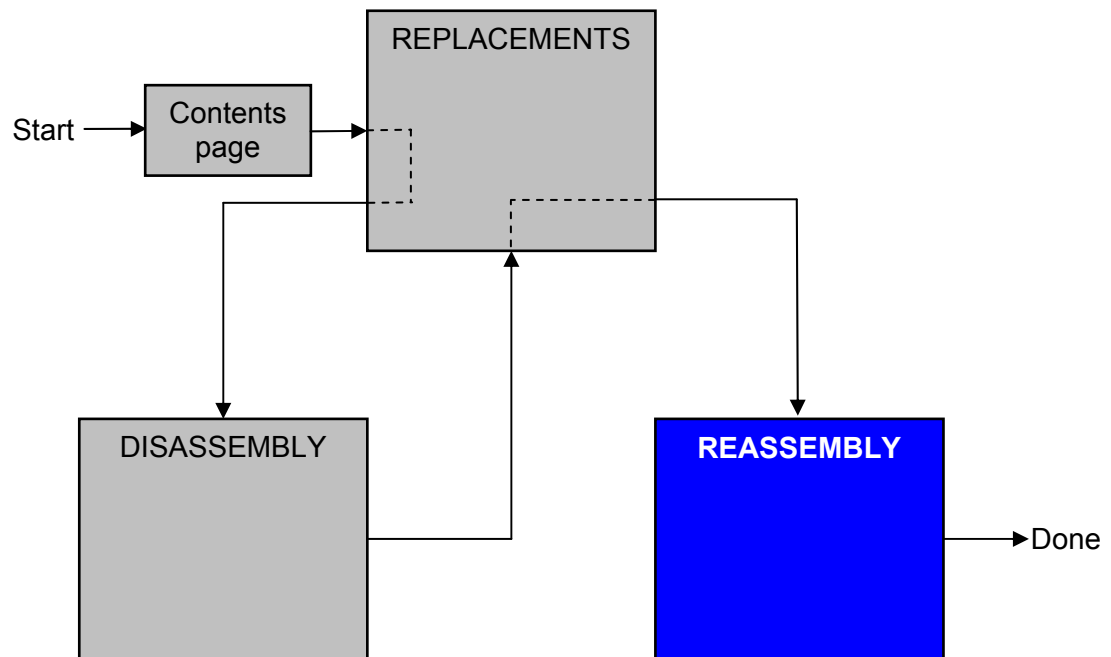 REPLACEMENTS
Start
Contents
page
DISASSEMBLY
REASSEMBLY
Done